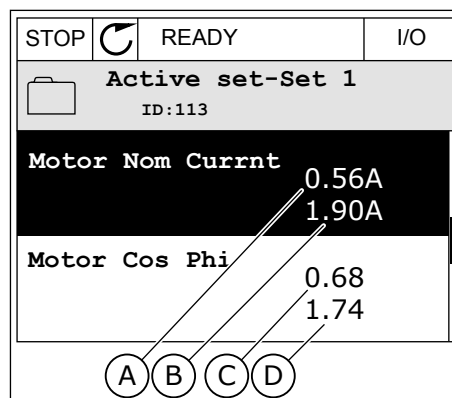 STOP READY I/O
Active set-Set 1
ID:113
Motor Nom Currnt
0.56A
1.90A
Motor Cos Phi
0.68
1.74
A B C D